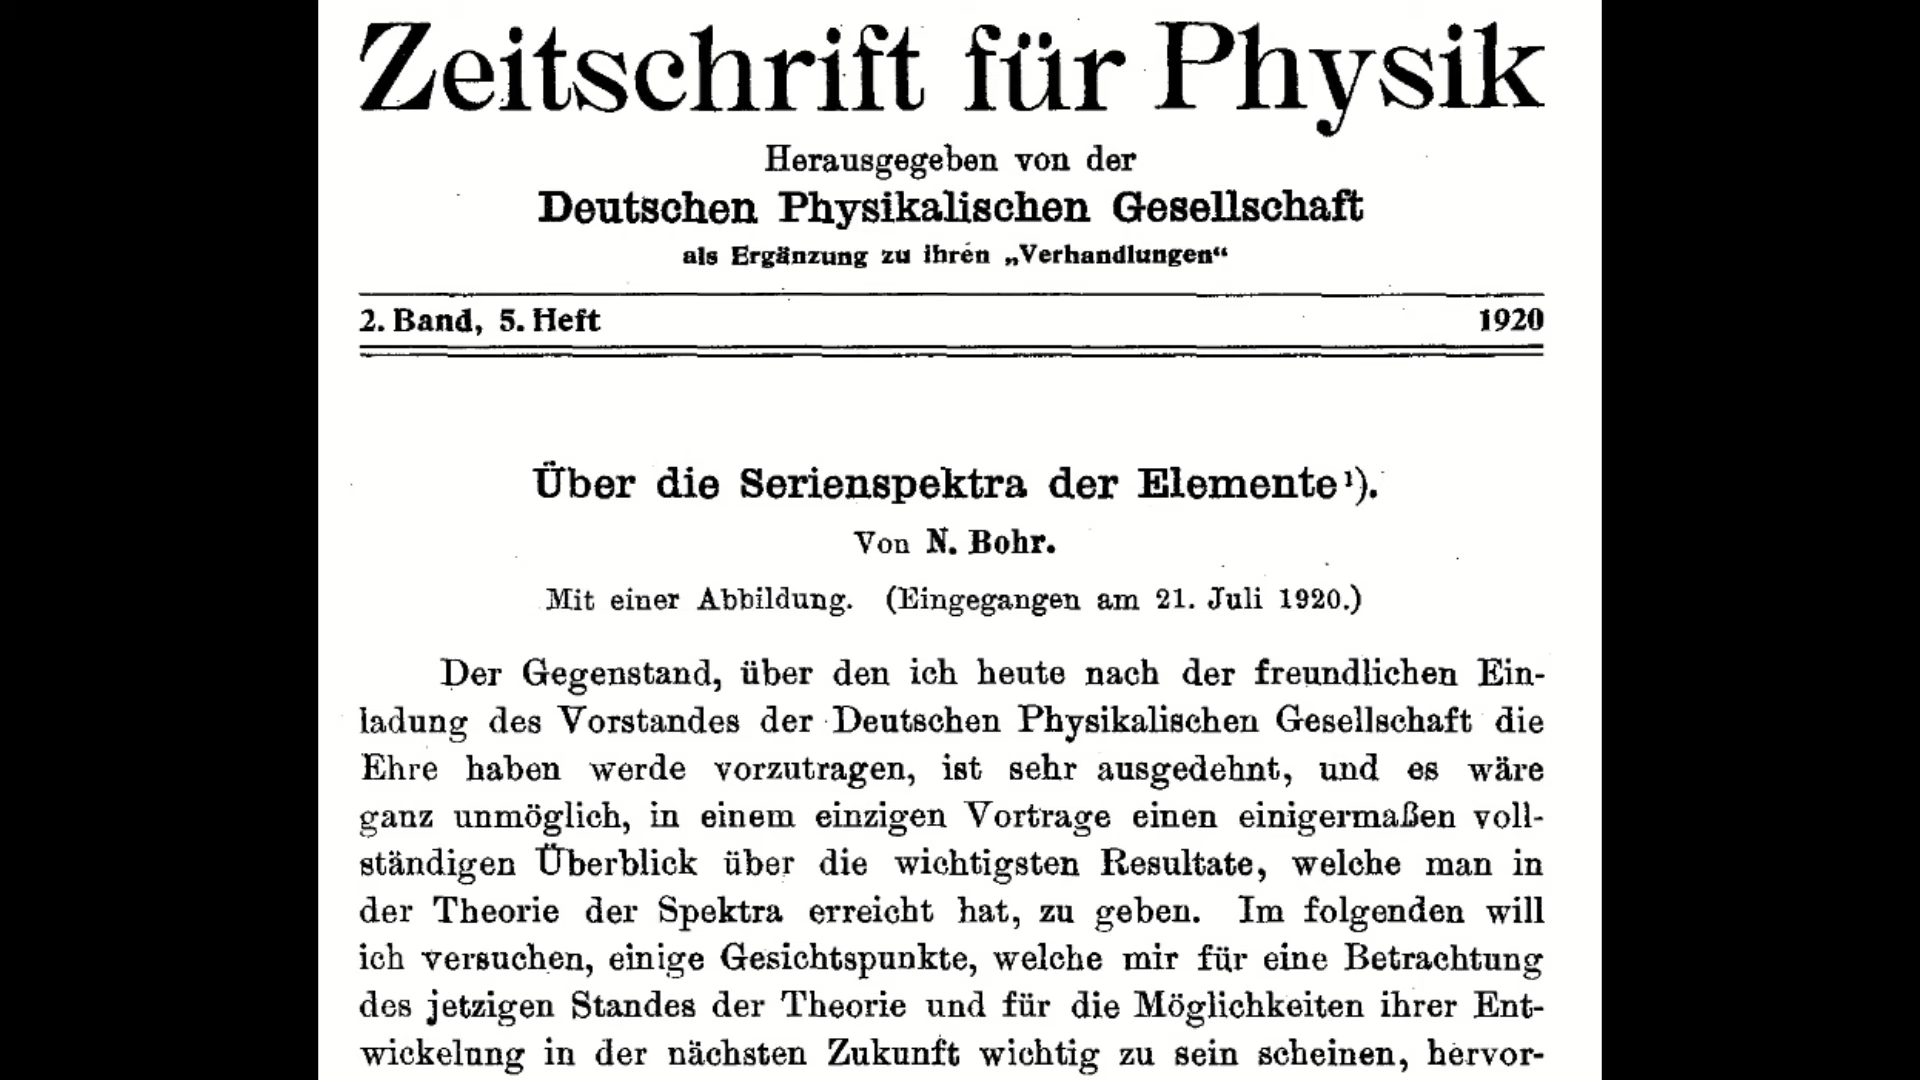 Zeitschrift für Physik
Herausgegeben von der
Deutschen Physikalischen Gesellschaft
als Ergänzung zu ihren „Verhandlungen“
2. Band, 5. Heft 1920
Über die Serienspektra der Elemente¹).
Von N. Bohr.
Mit einer Abbildung. (Eingegangen am 21. Juli 1920.)
Der Gegenstand, über den ich heute nach der freundlichen Ein-
ladung des Vorstandes der Deutschen Physikalischen Gesellschaft die
Ehre haben werde vorzutragen, ist sehr ausgedehnt, und es wäre
ganz unmöglich, in einem einzigen Vortrage einen einigermaßen voll-
ständigen Überblick über die wichtigsten Resultate, welche man in
der Theorie der Spektra erreicht hat, zu geben. Im folgenden will
ich versuchen, einige Gesichtspunkte, welche mir für eine Betrachtung
des jetzigen Standes der Theorie und für die Möglichkeiten ihrer Ent-
wickelung in der nächsten Zukunft wichtig zu sein scheinen, hervor-